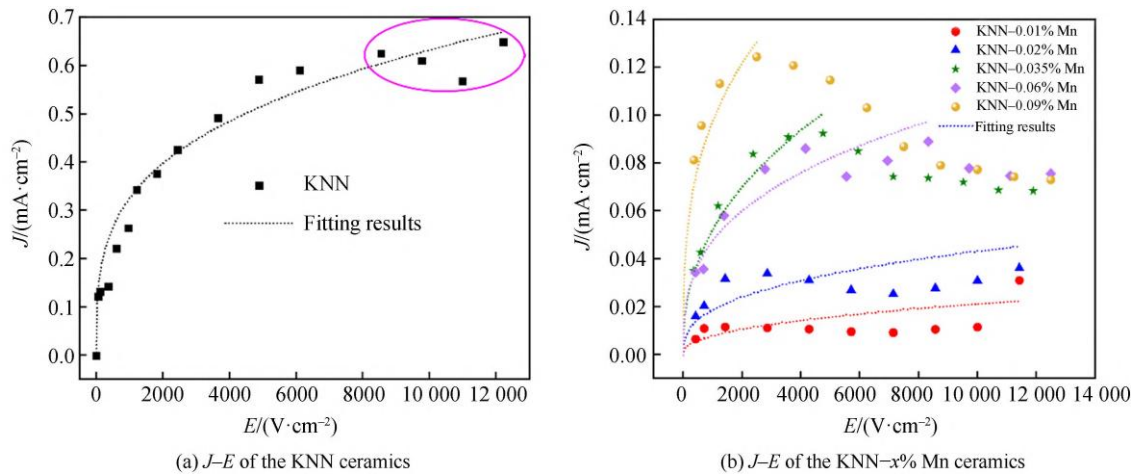 0.7
0.6
0.5
0.4
0.3
0.2
0.1
0.0
J/(mA·cm⁻²)
KNN
Fitting results
0 2000 4000 6000 8000 10 000 12 000
E/(V·cm⁻²)
(a) J–E of the KNN ceramics
0.14
0.12
0.10
0.08
0.06
0.04
0.02
0.00
J/(mA·cm⁻²)
KNN–0.01% Mn
KNN–0.02% Mn
KNN–0.035% Mn
KNN–0.06% Mn
KNN–0.09% Mn
Fitting results
0 2000 4000 6000 8000 10 000 12 000 14 000
E/(V·cm⁻²)
(b) J–E of the KNN–x% Mn ceramics